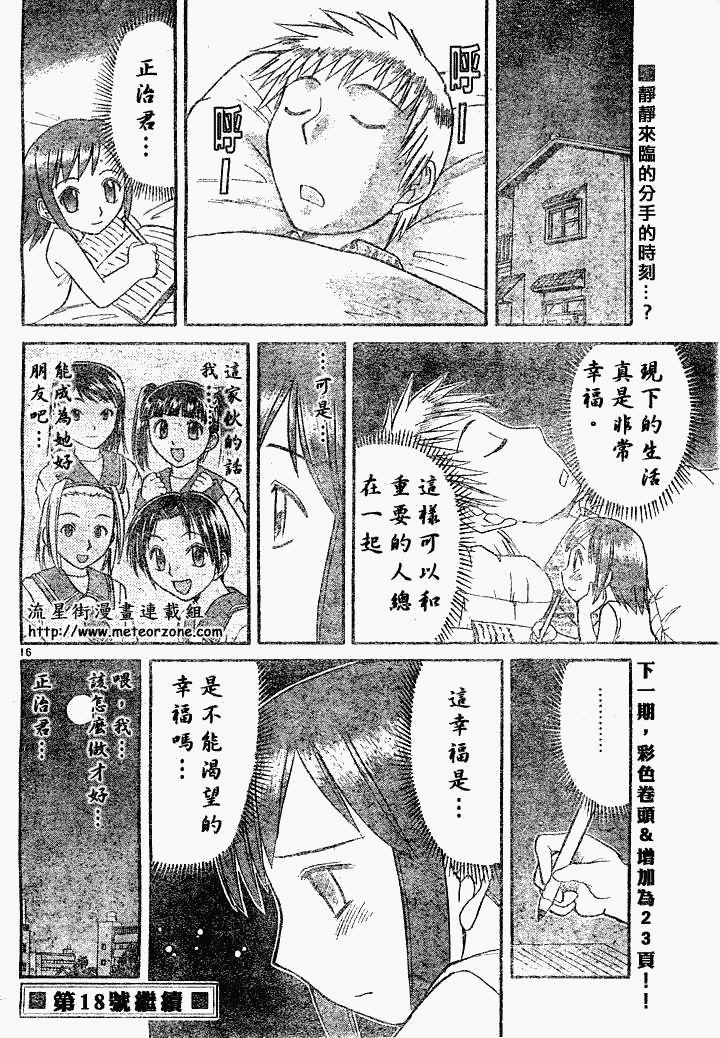 靜靜來臨的分手的時刻…？
呼—
呼—
正治君…
現下的生活
真是非常
幸福。
這樣可以和
重要的人總
在一起
…可是…
這家伙的話
我……
能成為她好
朋友吧…
流星街漫畫連載組
http://www.meteorzone.com
16
下一期，彩色卷頭&增加為23頁！！
…………
這幸福是…
是不能渴望的
幸福嗎…
喂，我…
該怎麼做才好…
正治君…
第18號繼續